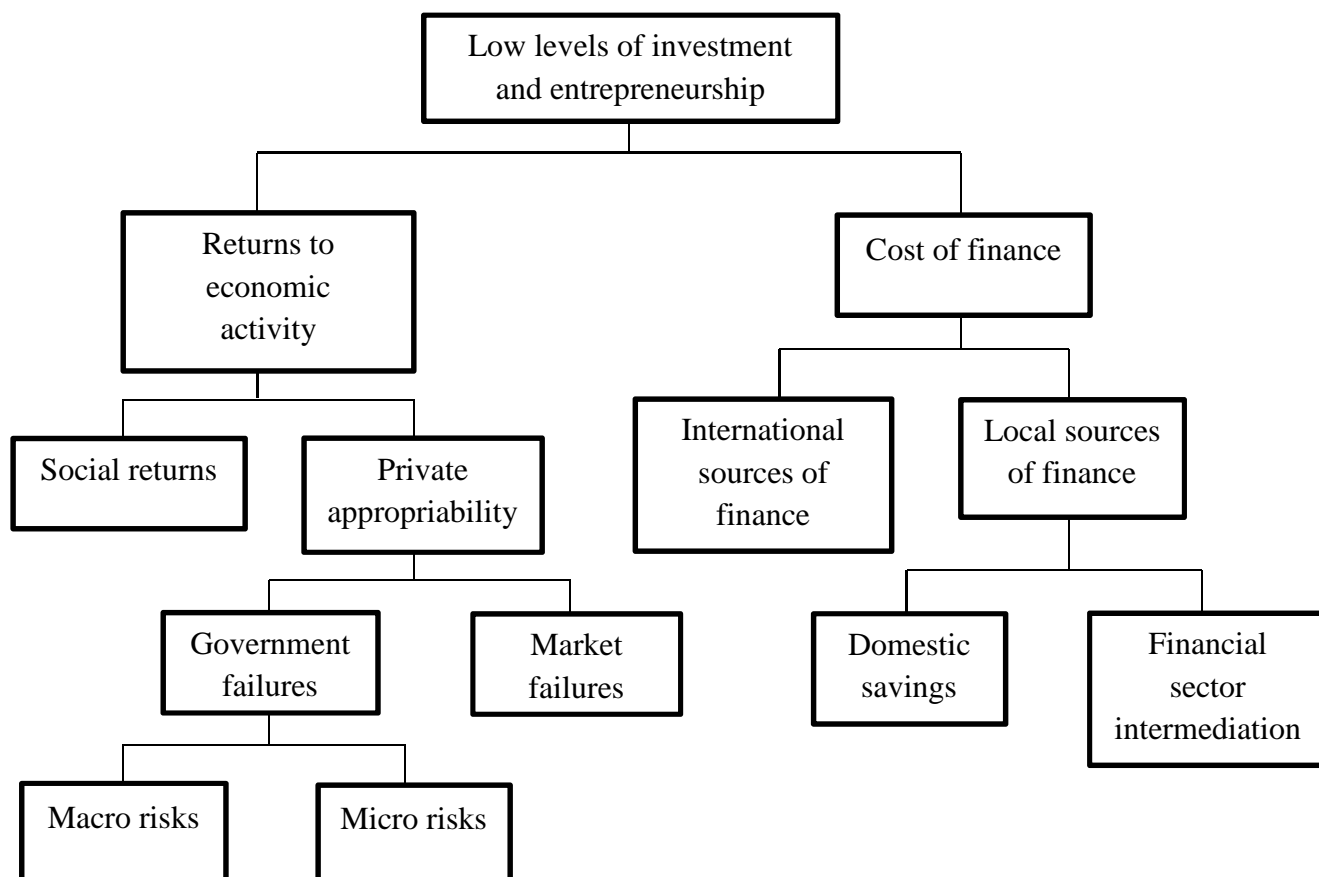 Low levels of investment
and entrepreneurship
Returns to
economic
activity
Cost of finance
Social returns
Private
appropriability
International
sources of
finance
Local sources
of finance
Government
failures
Market
failures
Domestic
savings
Financial
sector
intermediation
Macro risks
Micro risks